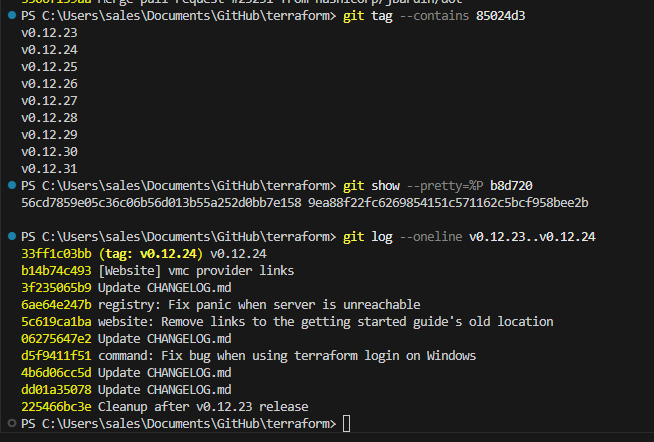 PS C:\Users\sales\Documents\GitHub\terraform> git tag --contains 85024d3
v0.12.23
v0.12.24
v0.12.25
v0.12.26
v0.12.27
v0.12.28
v0.12.29
v0.12.30
v0.12.31
PS C:\Users\sales\Documents\GitHub\terraform> git show --pretty=%P b8d720
56cd7859e05c36c06b56d013b55a252d0bb7e158 9ea88f22fc6269854151c571162c5bcf958bee2b
PS C:\Users\sales\Documents\GitHub\terraform> git log --oneline v0.12.23..v0.12.24
33ff1c03bb (tag: v0.12.24) v0.12.24
b14b74c493 [Website] vmc provider links
3f235065b9 Update CHANGELOG.md
6ae64e247b registry: Fix panic when server is unreachable
5c619ca1ba website: Remove links to the getting started guide's old location
06275647e2 Update CHANGELOG.md
d5f9411f51 command: Fix bug when using terraform login on Windows
4b6d06cc5d Update CHANGELOG.md
dd01a35078 Update CHANGELOG.md
225466bc3e Cleanup after v0.12.23 release
PS C:\Users\sales\Documents\GitHub\terraform>